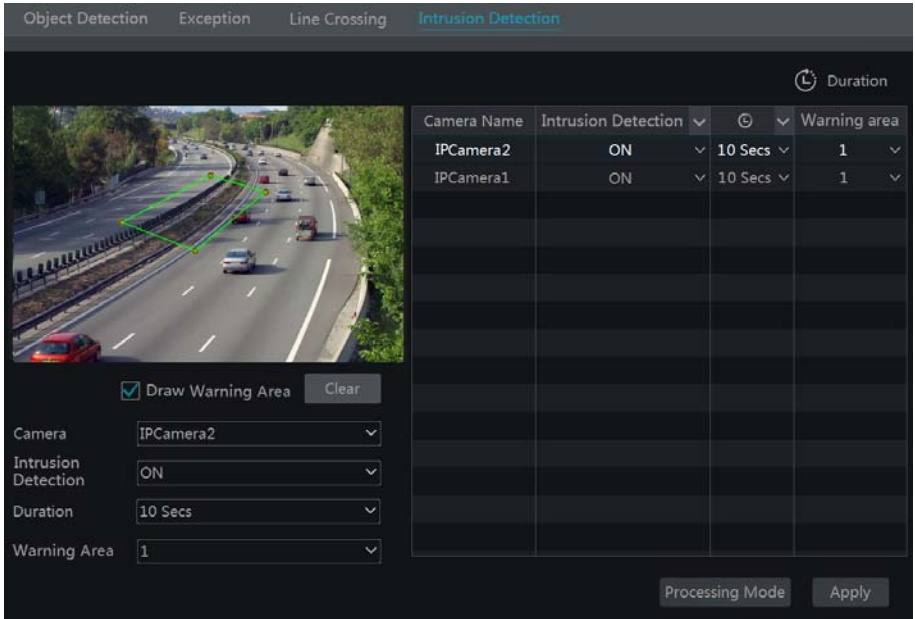 Object Detection Exception Line Crossing Intrusion Detection
Duration
Camera Name Intrusion Detection Warning area
IPCamera2 ON 10 Secs 1
IPCamera1 ON 10 Secs 1
Draw Warning Area Clear
Camera IPCamera2
Intrusion
Detection ON
Duration 10 Secs
Warning Area 1
Processing Mode Apply